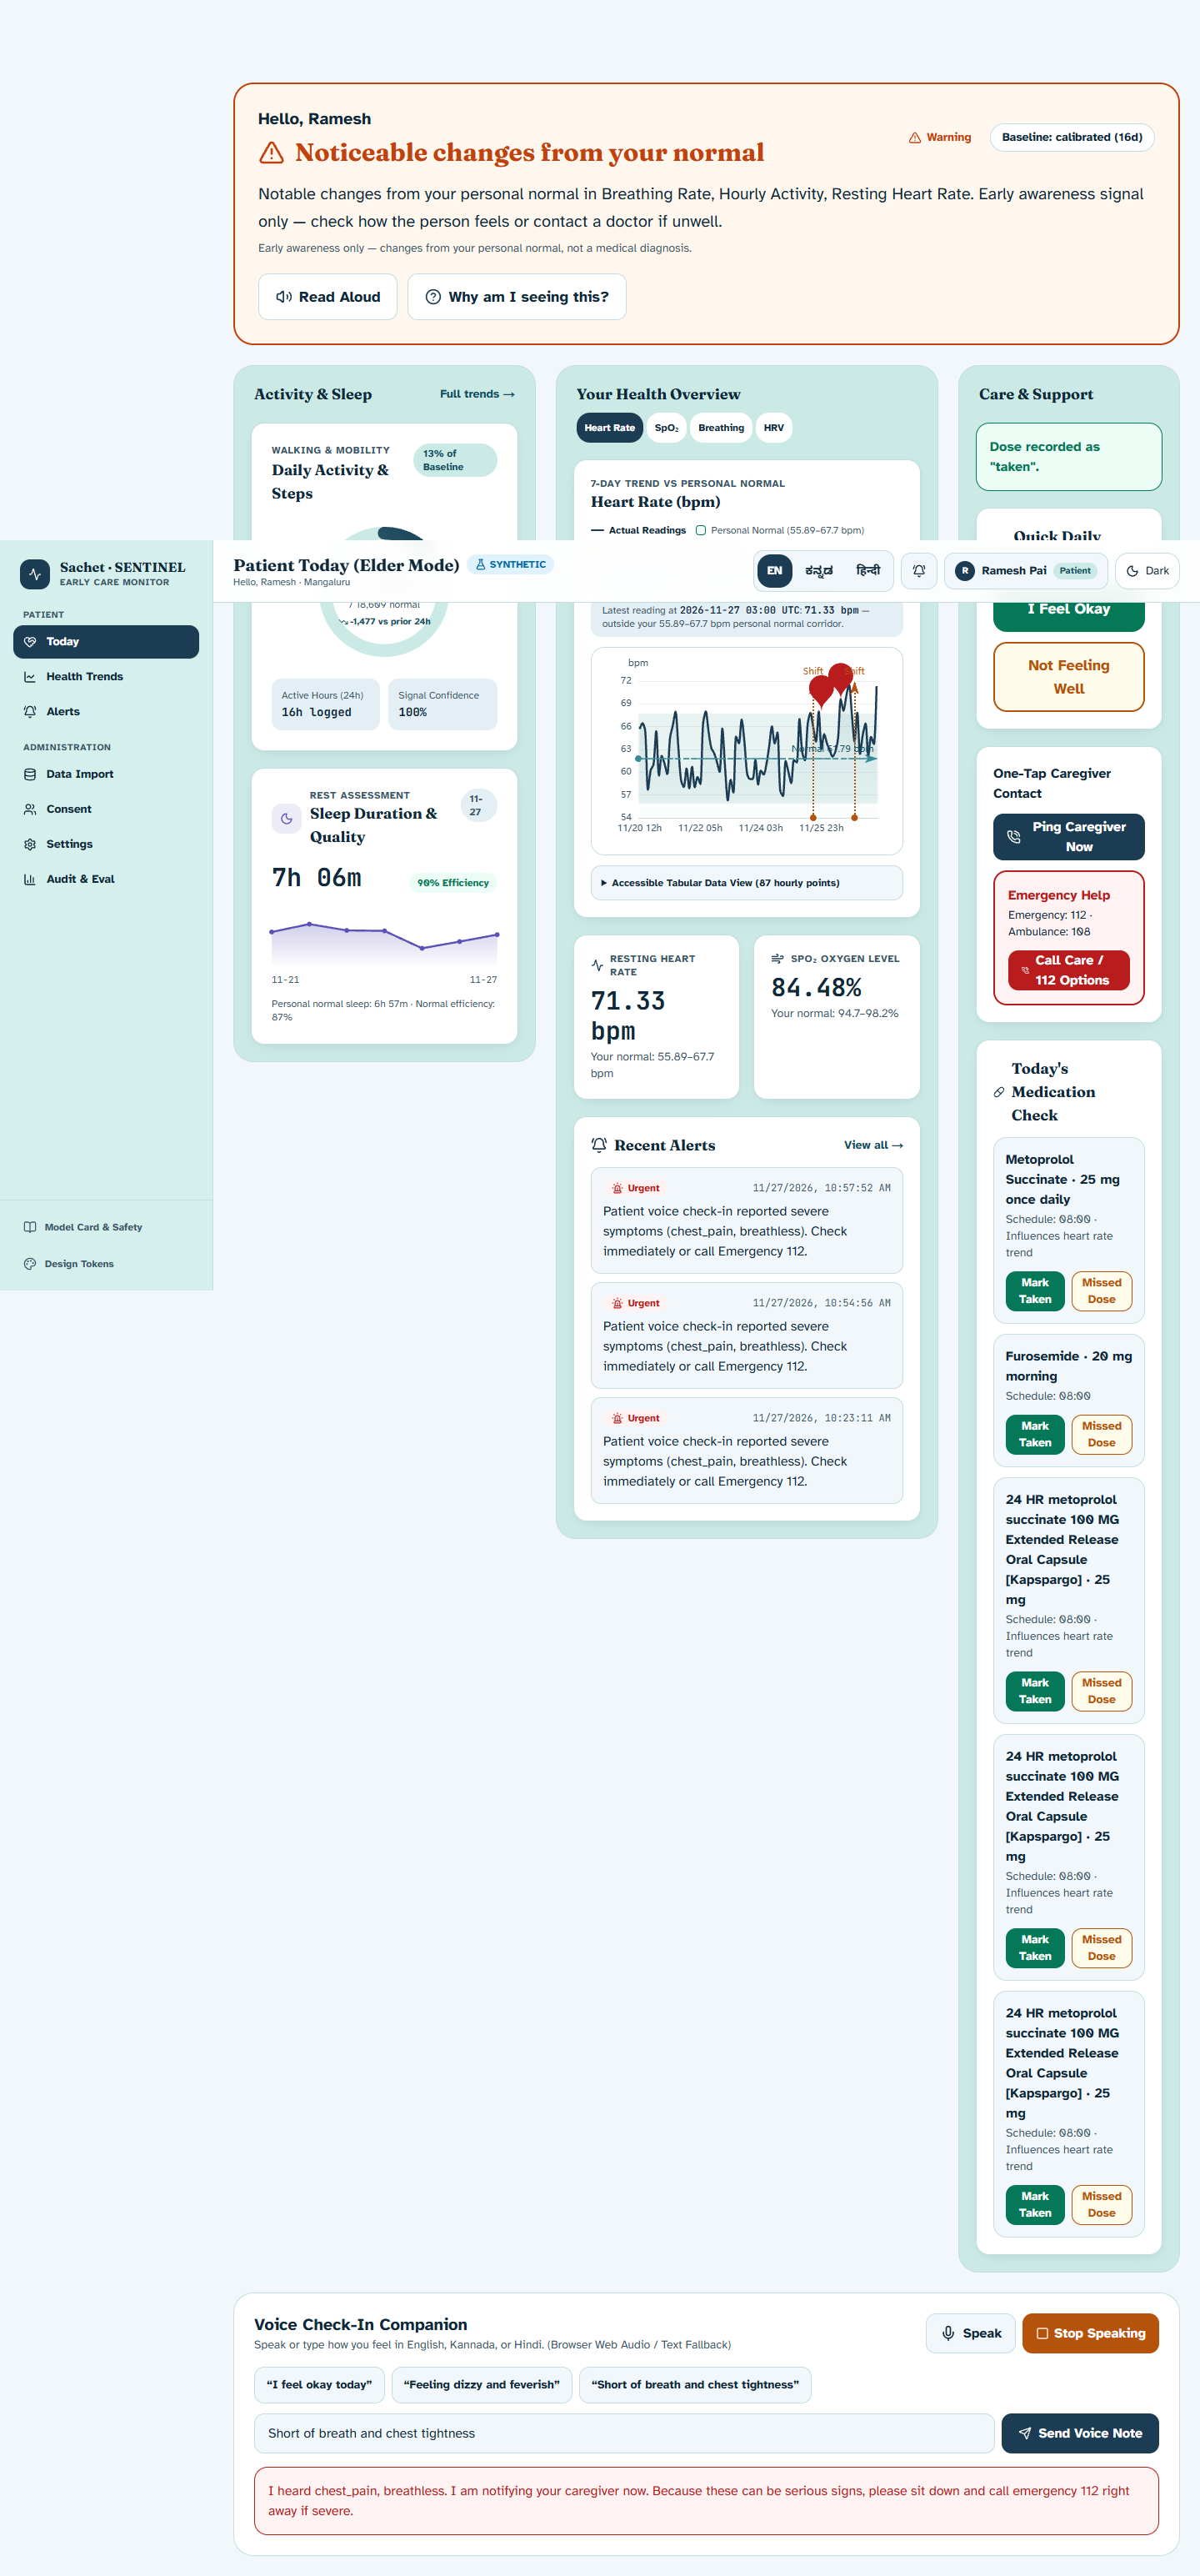 Hello, Ramesh
Noticeable changes from your normal
Warning
Baseline: calibrated (16d)
Notable changes from your personal normal in Breathing Rate, Hourly Activity, Resting Heart Rate. Early awareness signal
only — check how the person feels or contact a doctor if unwell.
Early awareness only — changes from your personal normal, not a medical diagnosis.
Read Aloud
Why am I seeing this?
Sachet · SENTINEL
EARLY CARE MONITOR
PATIENT
Today
Health Trends
Alerts
ADMINISTRATION
Data Import
Consent
Settings
Audit & Eval
Model Card & Safety
Design Tokens
Patient Today (Elder Mode)
SYNTHETIC
Hello, Ramesh · Mangaluru
EN
ಕನ್ನಡ
हिन्दी
R
Ramesh Pai
Patient
Dark
Activity & Sleep
Full trends →
WALKING & MOBILITY
Daily Activity &
Steps
13% of
Baseline
/ 18,609 normal
-1,477 vs prior 24h
Active Hours (24h)
16h logged
Signal Confidence
100%
REST ASSESSMENT
Sleep Duration &
Quality
11-
27
7h 06m
90% Efficiency
11-21
11-27
Personal normal sleep: 6h 57m · Normal efficiency:
87%
Your Health Overview
Heart Rate
SpO₂
Breathing
HRV
7-DAY TREND VS PERSONAL NORMAL
Heart Rate (bpm)
Actual Readings
Personal Normal (55.89–67.7 bpm)
Latest reading at 2026-11-27 03:00 UTC: 71.33 bpm —
outside your 55.89–67.7 bpm personal normal corridor.
bpm
Shift
Shift
72
69
66
63
60
57
54
Normal 61.79 bpm
11/20 12h
11/22 05h
11/24 03h
11/25 23h
Accessible Tabular Data View (87 hourly points)
RESTING HEART
RATE
71.33
bpm
Your normal: 55.89–67.7
bpm
SPO₂ OXYGEN LEVEL
84.48%
Your normal: 94.7–98.2%
Recent Alerts
View all →
Urgent
11/27/2026, 10:57:52 AM
Patient voice check-in reported severe
symptoms (chest_pain, breathless). Check
immediately or call Emergency 112.
Urgent
11/27/2026, 10:54:56 AM
Patient voice check-in reported severe
symptoms (chest_pain, breathless). Check
immediately or call Emergency 112.
Urgent
11/27/2026, 10:23:11 AM
Patient voice check-in reported severe
symptoms (chest_pain, breathless). Check
immediately or call Emergency 112.
Care & Support
Dose recorded as
"taken".
Quick Daily
I Feel Okay
Not Feeling
Well
One-Tap Caregiver
Contact
Ping Caregiver
Now
Emergency Help
Emergency: 112 ·
Ambulance: 108
Call Care /
112 Options
Today's
Medication
Check
Metoprolol
Succinate · 25 mg
once daily
Schedule: 08:00 ·
Influences heart rate
trend
Mark
Taken
Missed
Dose
Furosemide · 20 mg
morning
Schedule: 08:00
Mark
Taken
Missed
Dose
24 HR metoprolol
succinate 100 MG
Extended Release
Oral Capsule
[Kapspargo] · 25
mg
Schedule: 08:00 ·
Influences heart rate
trend
Mark
Taken
Missed
Dose
24 HR metoprolol
succinate 100 MG
Extended Release
Oral Capsule
[Kapspargo] · 25
mg
Schedule: 08:00 ·
Influences heart rate
trend
Mark
Taken
Missed
Dose
24 HR metoprolol
succinate 100 MG
Extended Release
Oral Capsule
[Kapspargo] · 25
mg
Schedule: 08:00 ·
Influences heart rate
trend
Mark
Taken
Missed
Dose
Voice Check-In Companion
Speak or type how you feel in English, Kannada, or Hindi. (Browser Web Audio / Text Fallback)
Speak
Stop Speaking
“I feel okay today”
“Feeling dizzy and feverish”
“Short of breath and chest tightness”
Short of breath and chest tightness
Send Voice Note
I heard chest_pain, breathless. I am notifying your caregiver now. Because these can be serious signs, please sit down and call emergency 112 right
away if severe.